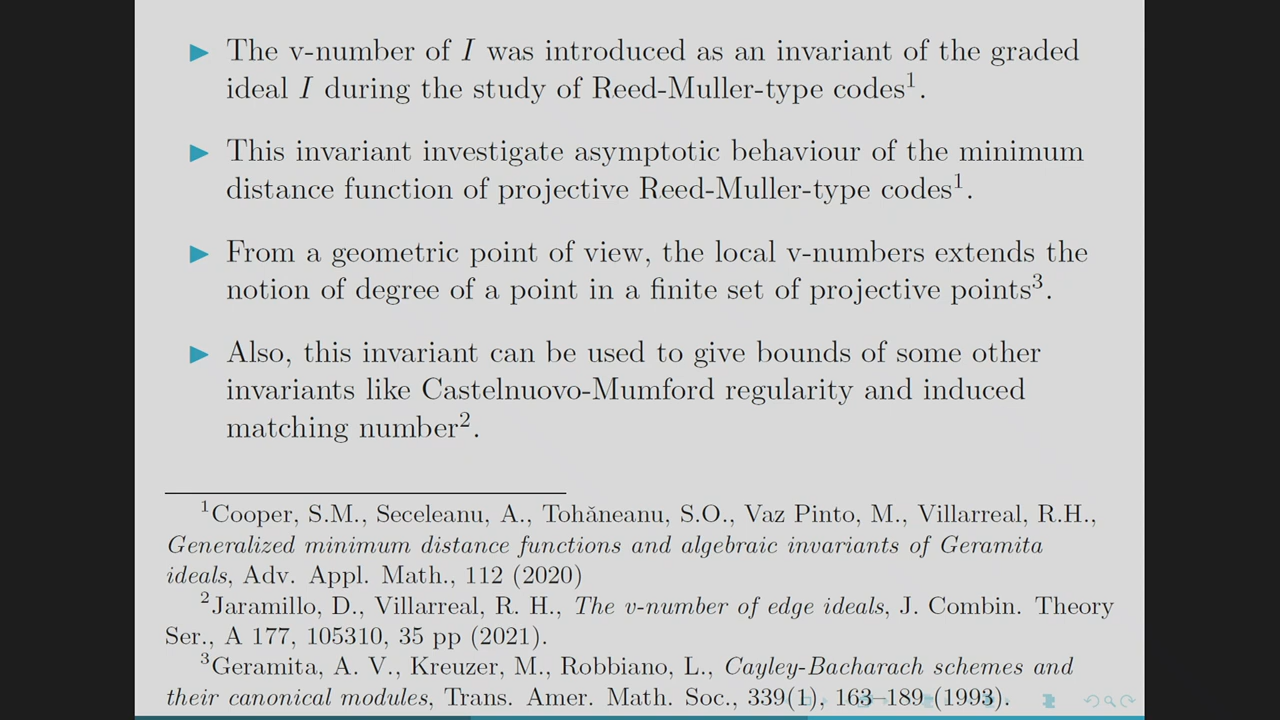 ▶ The v-number of I was introduced as an invariant of the graded
ideal I during the study of Reed-Muller-type codes¹.
▶ This invariant investigate asymptotic behaviour of the minimum
distance function of projective Reed-Muller-type codes¹.
▶ From a geometric point of view, the local v-numbers extends the
notion of degree of a point in a finite set of projective points³.
▶ Also, this invariant can be used to give bounds of some other
invariants like Castelnuovo-Mumford regularity and induced
matching number².
¹Cooper, S.M., Seceleanu, A., Tohăneanu, S.O., Vaz Pinto, M., Villarreal, R.H.,
Generalized minimum distance functions and algebraic invariants of Geramita
ideals, Adv. Appl. Math., 112 (2020)
²Jaramillo, D., Villarreal, R. H., The v-number of edge ideals, J. Combin. Theory
Ser., A 177, 105310, 35 pp (2021).
³Geramita, A. V., Kreuzer, M., Robbiano, L., Cayley-Bacharach schemes and
their canonical modules, Trans. Amer. Math. Soc., 339(1), 163–189 (1993).